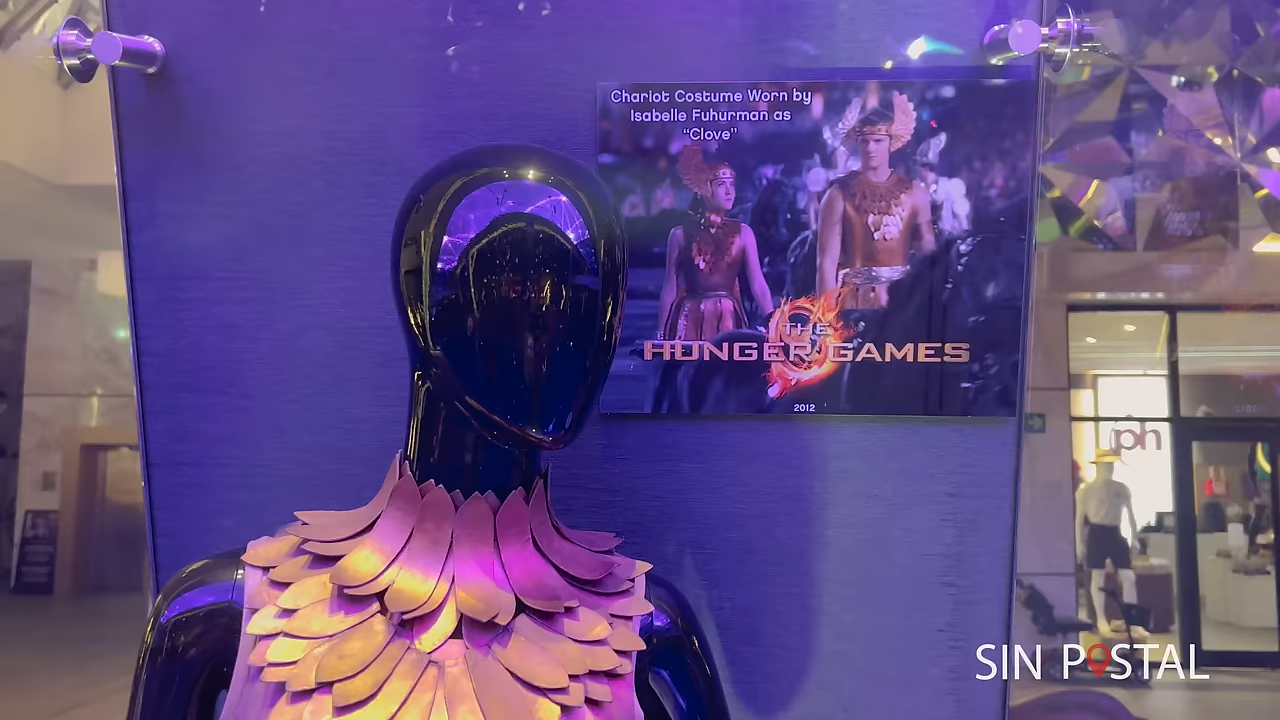 Chariot Costume Worn by
Isabelle Fuhurman as
“Clove”
THE
HUNGER GAMES
2012
ph
SIN POSTAL